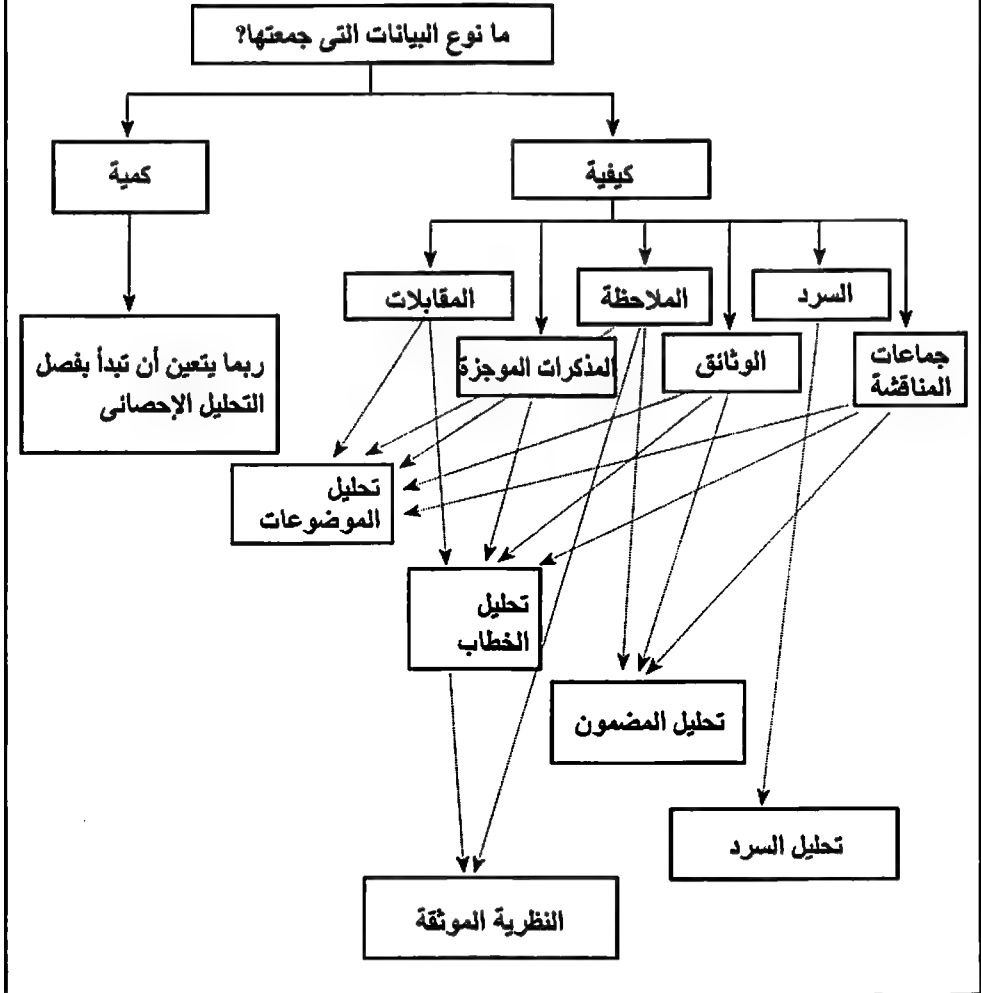 ما نوع البيانات التى جمعتها?
كيفية
كمية
السرد
الملاحظة
المقابلات
جماعات
المناقشة
الوثائق
المذكرات الموجزة
ربما يتعين أن تبدأ بفصل
التحليل الإحصائى
تحليل
الموضوعات
تحليل
الخطاب
تحليل المضمون
تحليل السرد
النظرية الموثقة